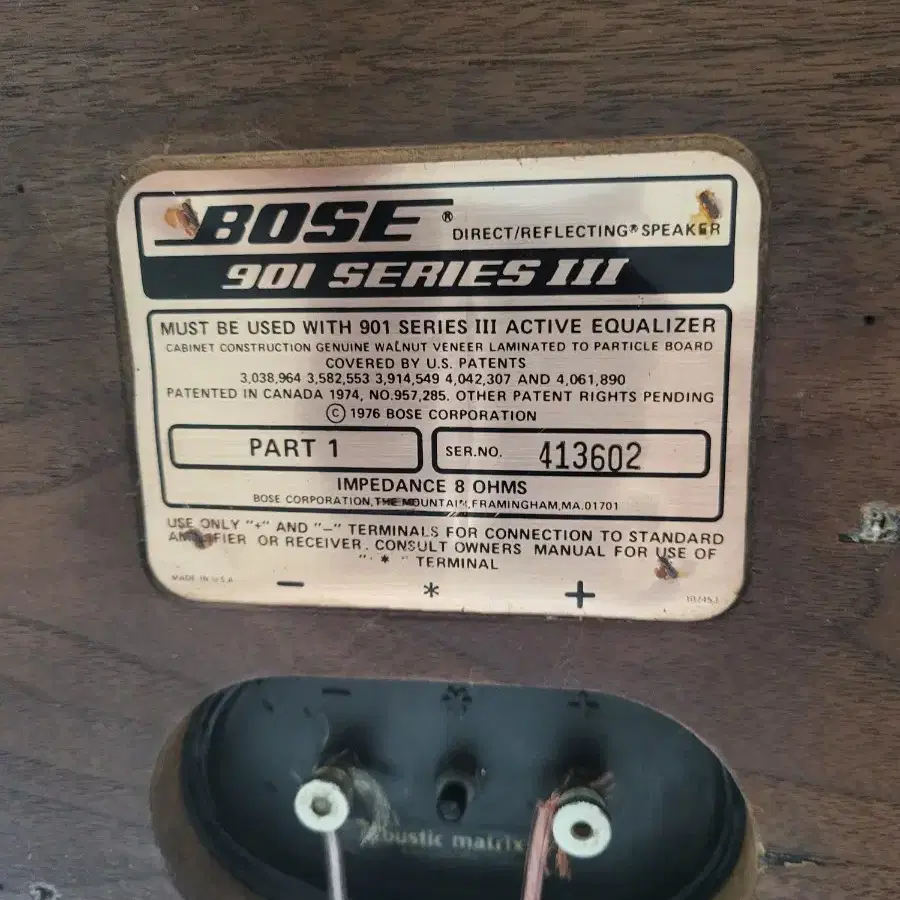 BOSE®
DIRECT/REFLECTING® SPEAKER
901 SERIES III
MUST BE USED WITH 901 SERIES III ACTIVE EQUALIZER
CABINET CONSTRUCTION GENUINE WALNUT VENEER LAMINATED TO PARTICLE BOARD
COVERED BY U.S. PATENTS
3,038,964 3,582,553 3,914,549 4,042,307 AND 4,061,890
PATENTED IN CANADA 1974, NO.957,285. OTHER PATENT RIGHTS PENDING
© 1976 BOSE CORPORATION
PART 1
SER.NO. 413602
IMPEDANCE 8 OHMS
BOSE CORPORATION, THE MOUNTAIN, FRAMINGHAM, MA. 01701
USE ONLY "+" AND "−" TERMINALS FOR CONNECTION TO STANDARD
AMPLIFIER OR RECEIVER. CONSULT OWNERS MANUAL FOR USE OF
"*" TERMINAL
MADE IN U.S.A
− * +
− * +
matrix